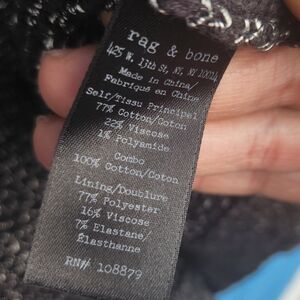 rag & bone
425 W. 13th St, NY, NY 10014
Made in China/
Fabriqué en Chine
Self/Tissu Principal
77% Cotton/Coton
22% Viscose
1% Polyamide
Combo
100% Cotton/Coton
Lining/Doublure
77% Polyester
16% Viscose
7% Elastane/
Élasthanne
RN# 108879